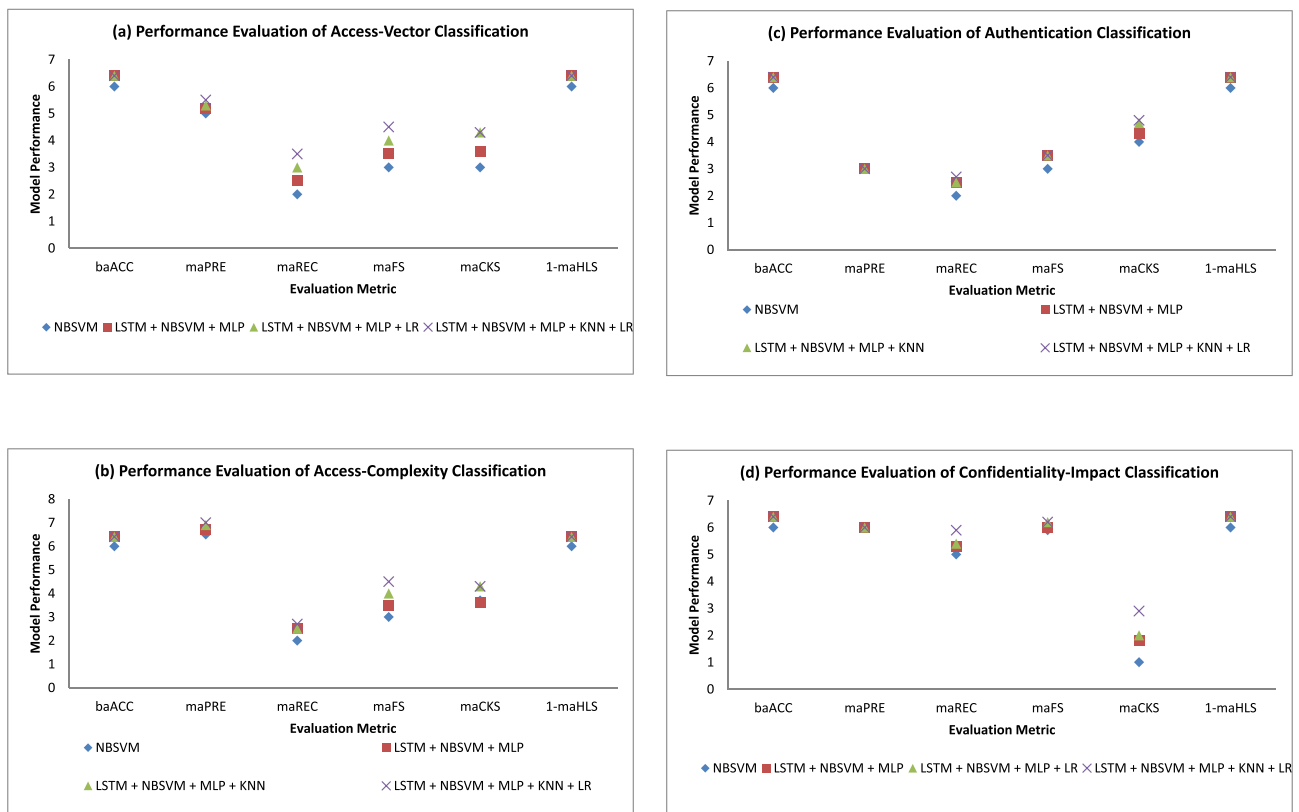 (a) Performance Evaluation of Access-Vector Classification
7
6
5
4
3
2
1
0
Model Performance
baACC maPRE maREC maFS maCKS 1-maHLS
Evaluation Metric
NBSVM LSTM + NBSVM + MLP LSTM + NBSVM + MLP + LR LSTM + NBSVM + MLP + KNN + LR
(c) Performance Evaluation of Authentication Classification
7
6
5
4
3
2
1
0
Model Performance
baACC maPRE maREC maFS maCKS 1-maHLS
Evaluation Metric
NBSVM LSTM + NBSVM + MLP
LSTM + NBSVM + MLP + KNN LSTM + NBSVM + MLP + KNN + LR
(b) Performance Evaluation of Access-Complexity Classification
8
7
6
5
4
3
2
1
0
Model Performance
baACC maPRE maREC maFS maCKS 1-maHLS
Evaluation Metric
NBSVM LSTM + NBSVM + MLP
LSTM + NBSVM + MLP + KNN LSTM + NBSVM + MLP + KNN + LR
(d) Performance Evaluation of Confidentiality-Impact Classification
7
6
5
4
3
2
1
0
Model Performance
baACC maPRE maREC maFS maCKS 1-maHLS
Evaluation Metric
NBSVM LSTM + NBSVM + MLP LSTM + NBSVM + MLP + LR LSTM + NBSVM + MLP + KNN + LR